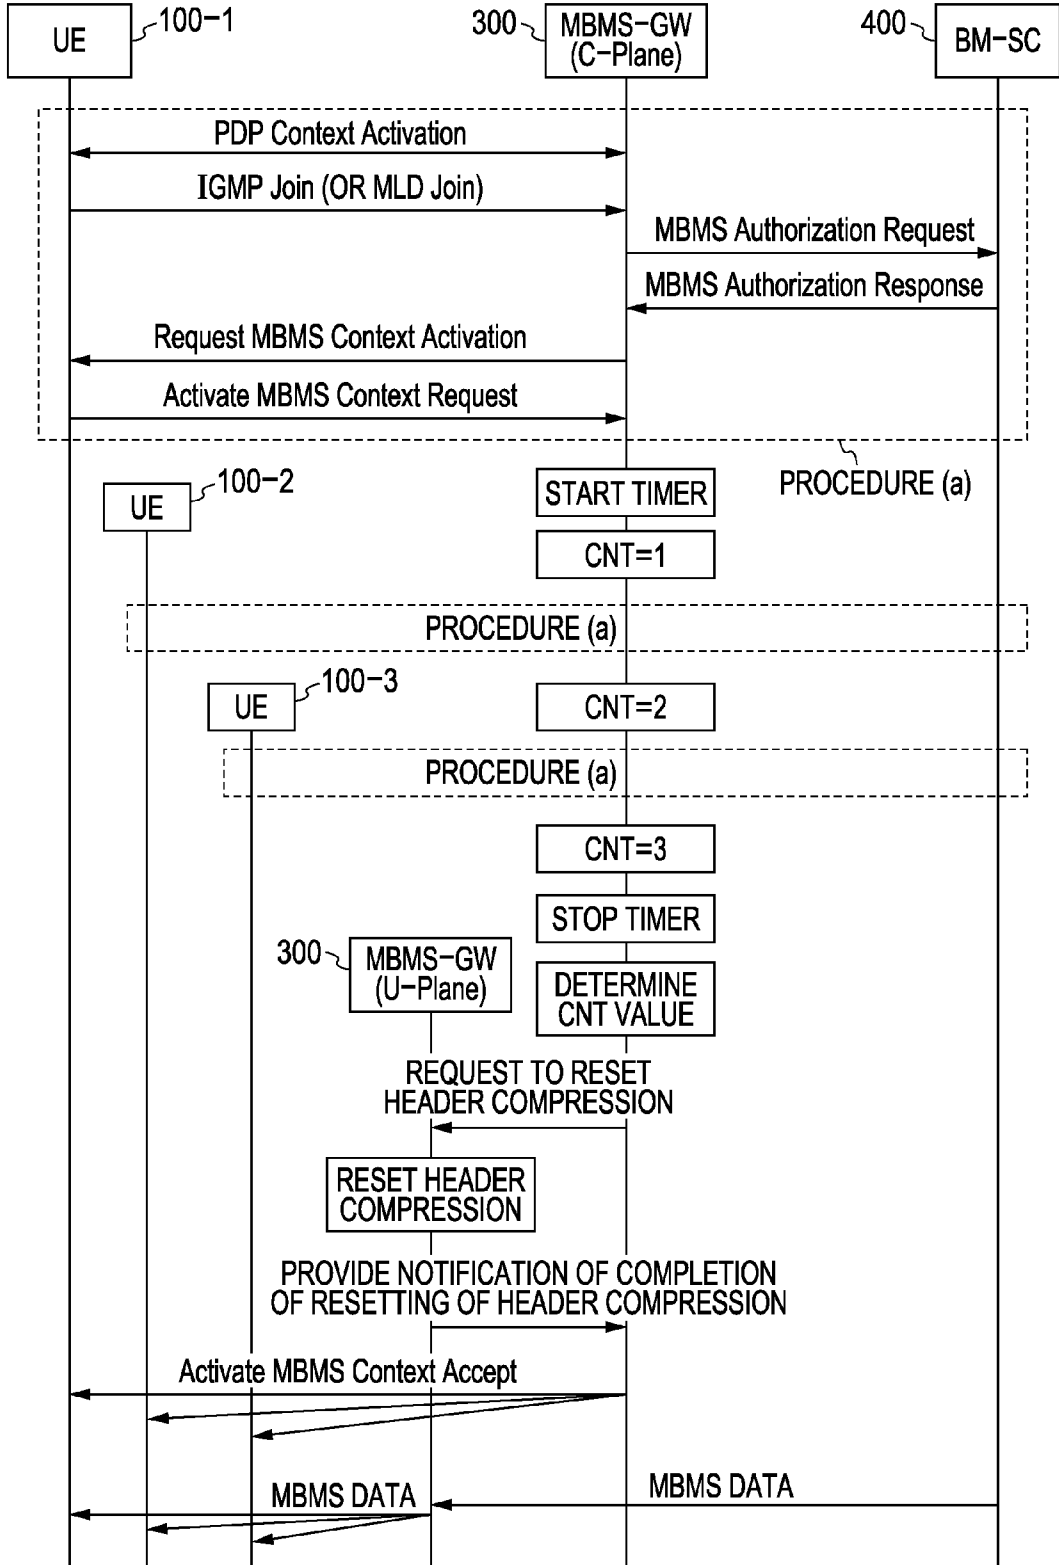 UE
100-1
300
MBMS-GW
(C-Plane)
400
BM-SC
PDP Context Activation
IGMP Join (OR MLD Join)
MBMS Authorization Request
MBMS Authorization Response
Request MBMS Context Activation
Activate MBMS Context Request
PROCEDURE (a)
START TIMER
UE
100-2
CNT=1
PROCEDURE (a)
UE
100-3
CNT=2
PROCEDURE (a)
CNT=3
STOP TIMER
300
MBMS-GW
(U-Plane)
DETERMINE
CNT VALUE
REQUEST TO RESET
HEADER COMPRESSION
RESET HEADER
COMPRESSION
PROVIDE NOTIFICATION OF COMPLETION
OF RESETTING OF HEADER COMPRESSION
Activate MBMS Context Accept
MBMS DATA
MBMS DATA